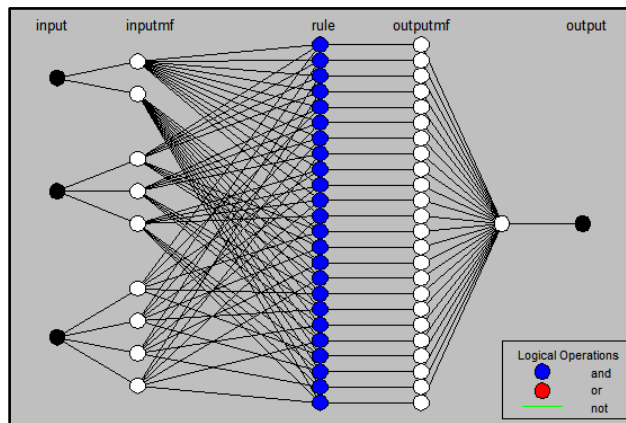 input inputmf rule outputmf output
Logical Operations
and
or
not